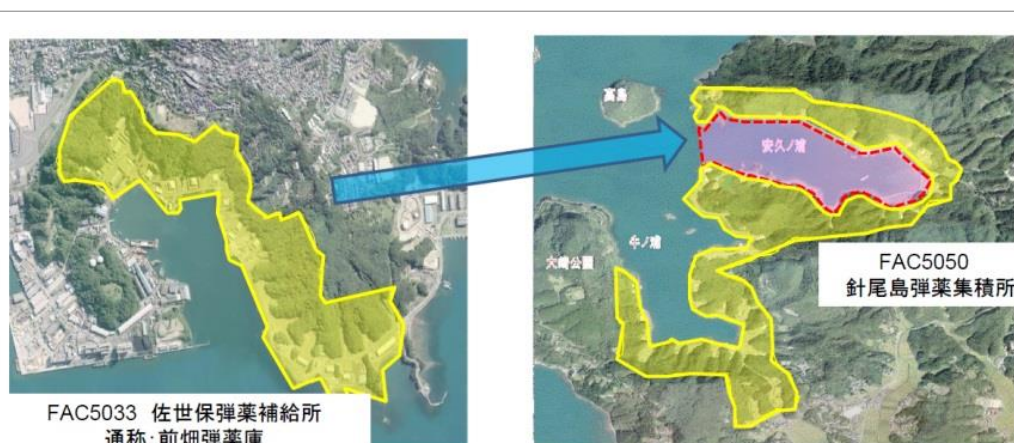 FAC5033 佐世保弾薬補給所
通称:前畑弾薬庫
高島
安久ノ浦
牛ノ浦
大崎公園
FAC5050
針尾島弾薬集積所